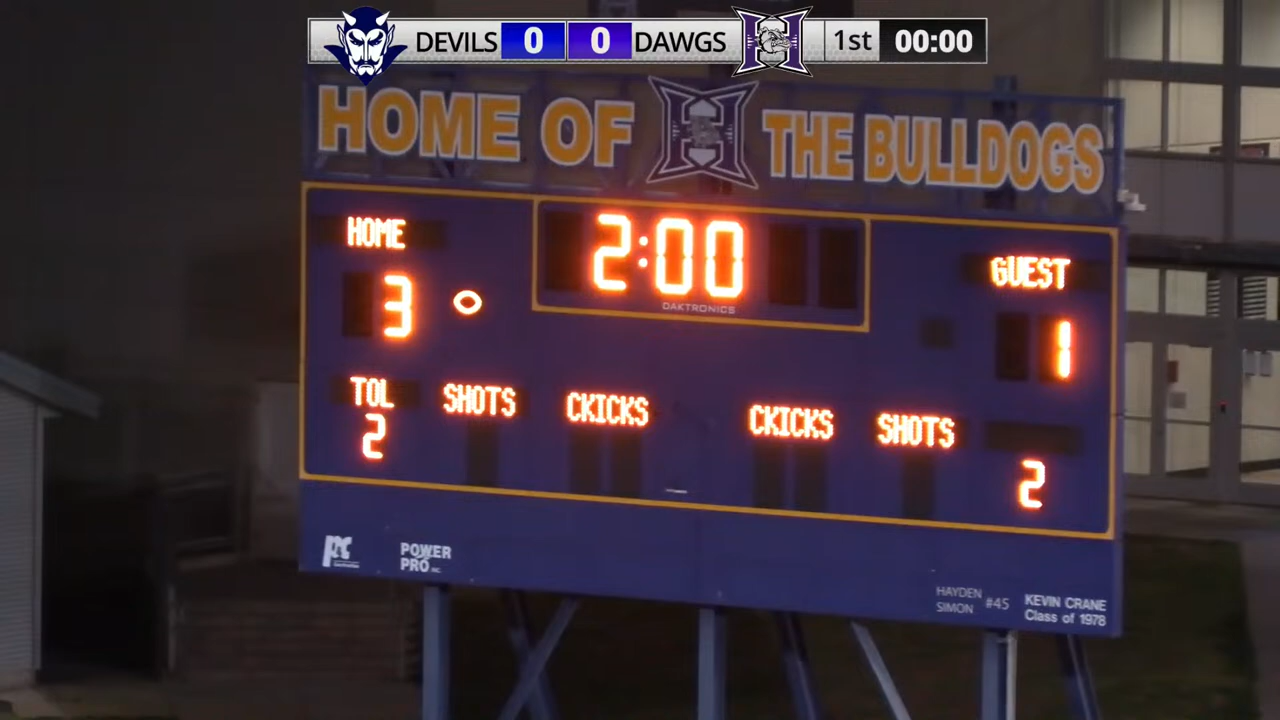 DEVILS 0 0 DAWGS 1st 00:00
HOME OF H THE BULLDOGS
HOME 2:00 GUEST
3 1
DAKTRONICS
TOL SHOTS CKICKS CKICKS SHOTS
2 2
POWER
PRO
HAYDEN
SIMON #45
KEVIN CRANE
Class of 1978